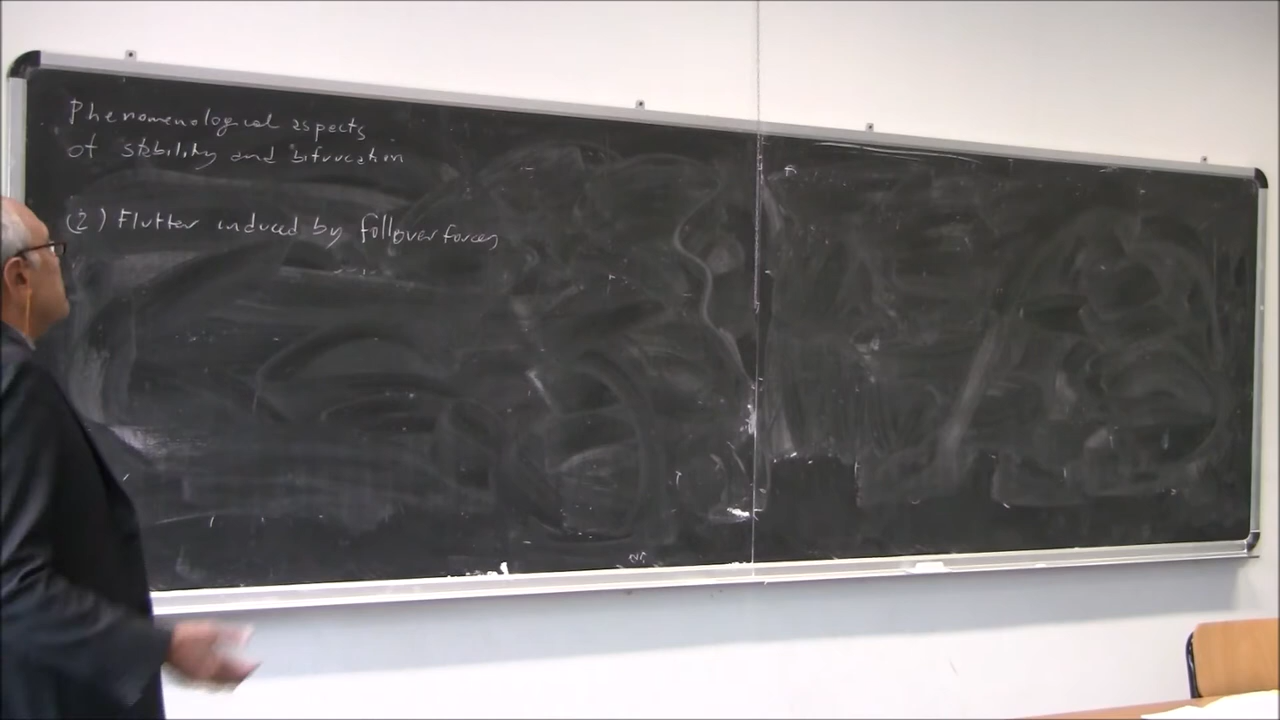 Phenomenological aspects
of stability and bifurcation
(2) Flutter induced by follower forces